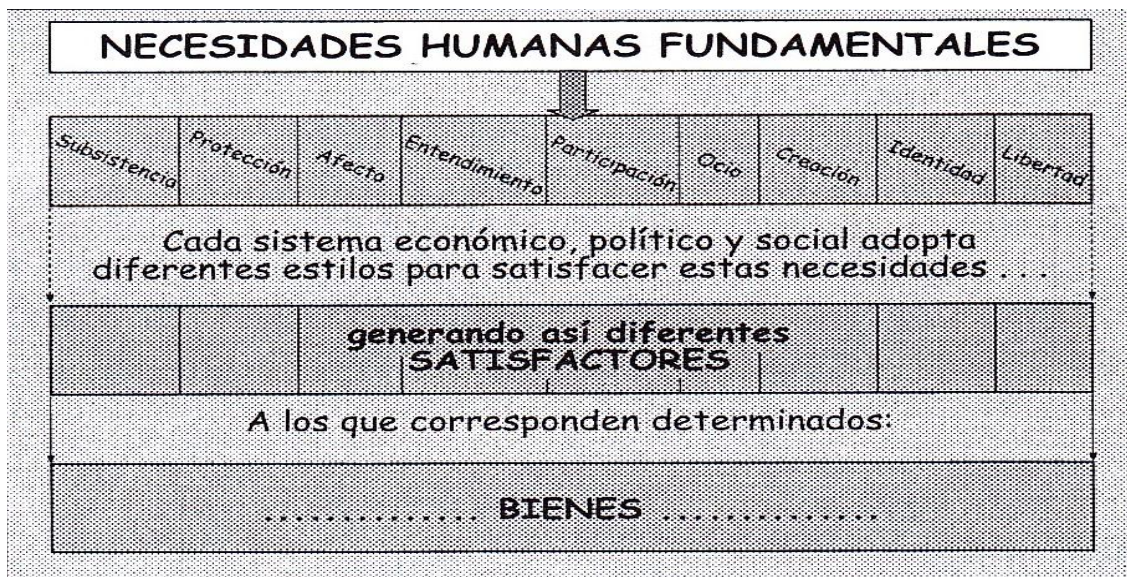 NECESIDADES HUMANAS FUNDAMENTALES
Subsistencia Protección Afecto Entendimiento Participación Ocio Creación Identidad Libertad
Cada sistema económico, político y social adopta
diferentes estilos para satisfacer estas necesidades . . .
generando así diferentes
SATISFACTORES
A los que corresponden determinados:
............... BIENES ...............